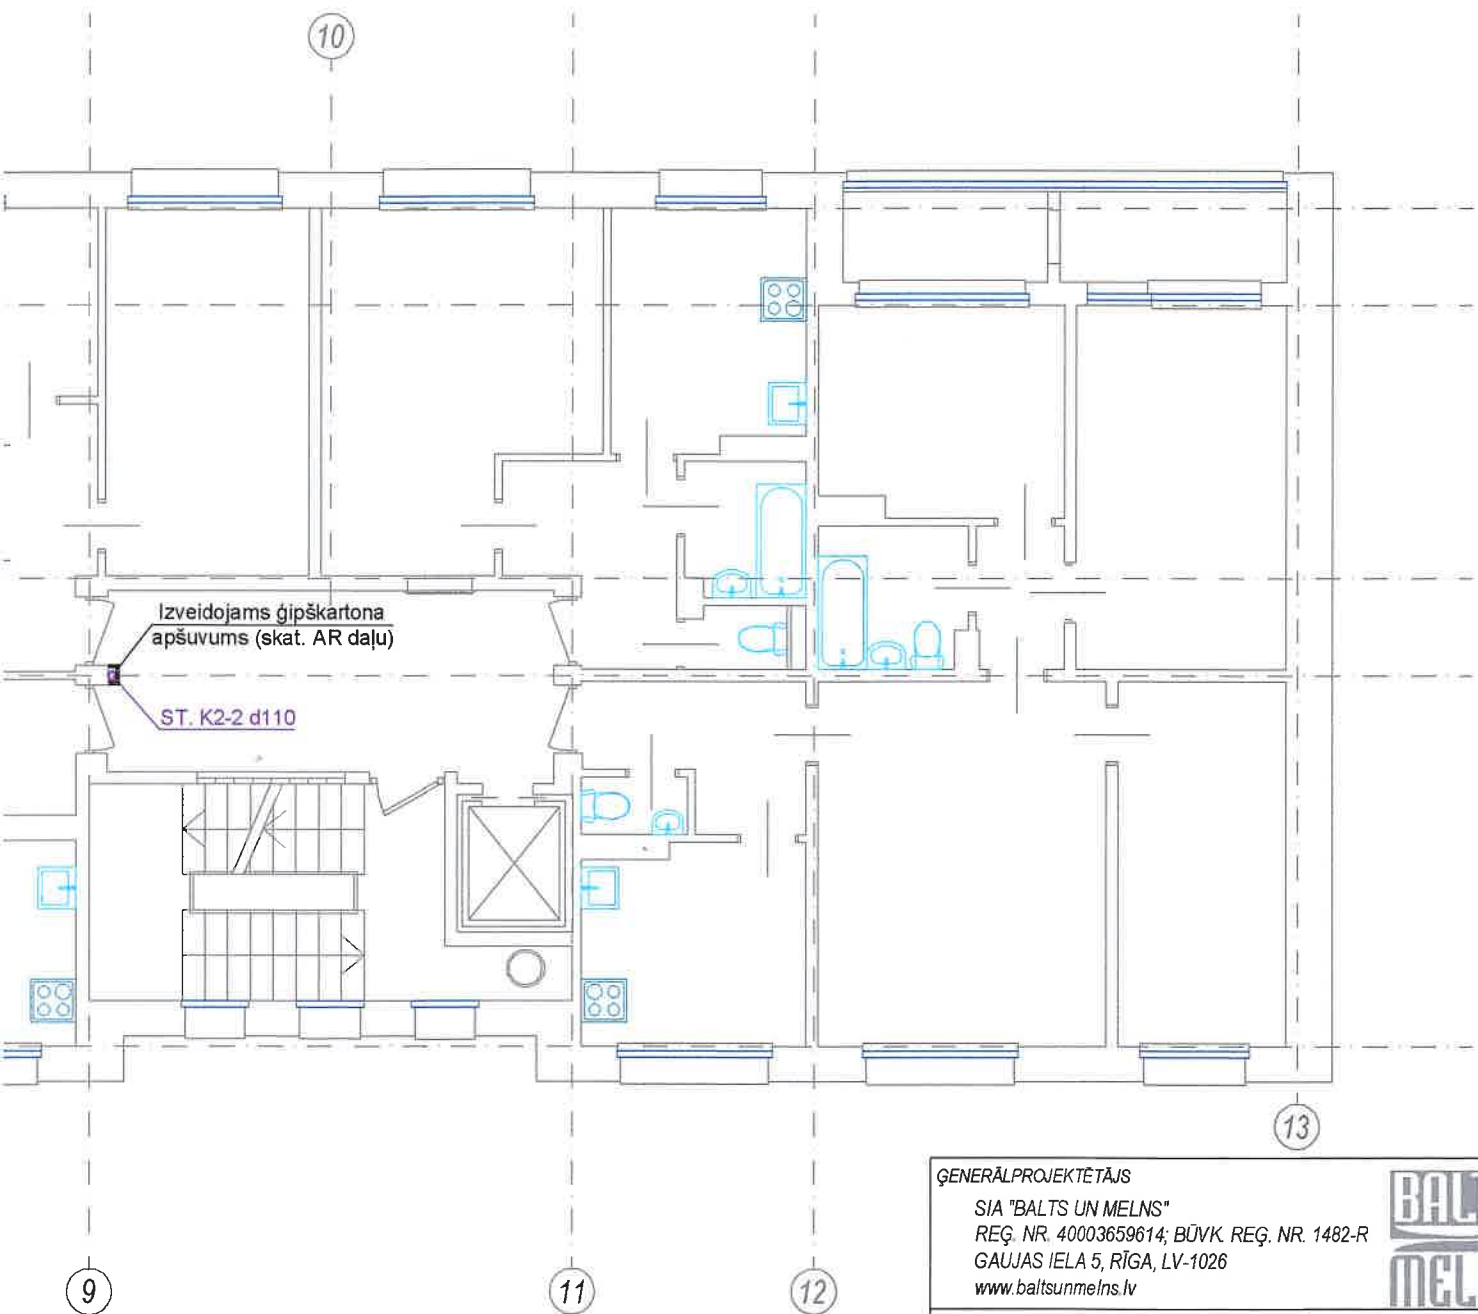 10
Izveidojams ģipškartona
apšuvums (skat. AR daļu)
ST. K2-2 d110
13
9
11
12
ĢENERĀLPROJEKTĒTĀJS
SIA "BALTS UN MELNS"
REĢ. NR. 40003659614; BŪVK. REĢ. NR. 1482-R
GAUJAS IELA 5, RĪGA, LV-1026
www.baltsunmelns.lv